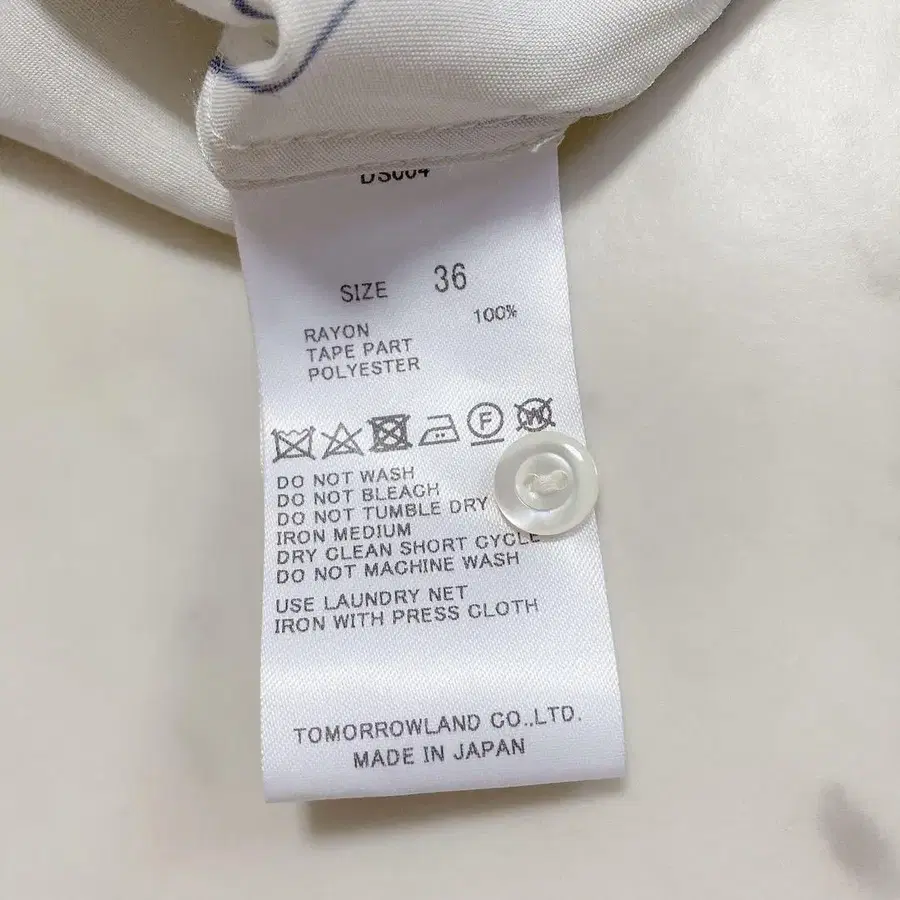 DS004
SIZE 36
RAYON 100%
TAPE PART
POLYESTER
F W
DO NOT WASH
DO NOT BLEACH
DO NOT TUMBLE DRY
IRON MEDIUM
DRY CLEAN SHORT CYCLE
DO NOT MACHINE WASH
USE LAUNDRY NET
IRON WITH PRESS CLOTH
TOMORROWLAND CO.,LTD.
MADE IN JAPAN